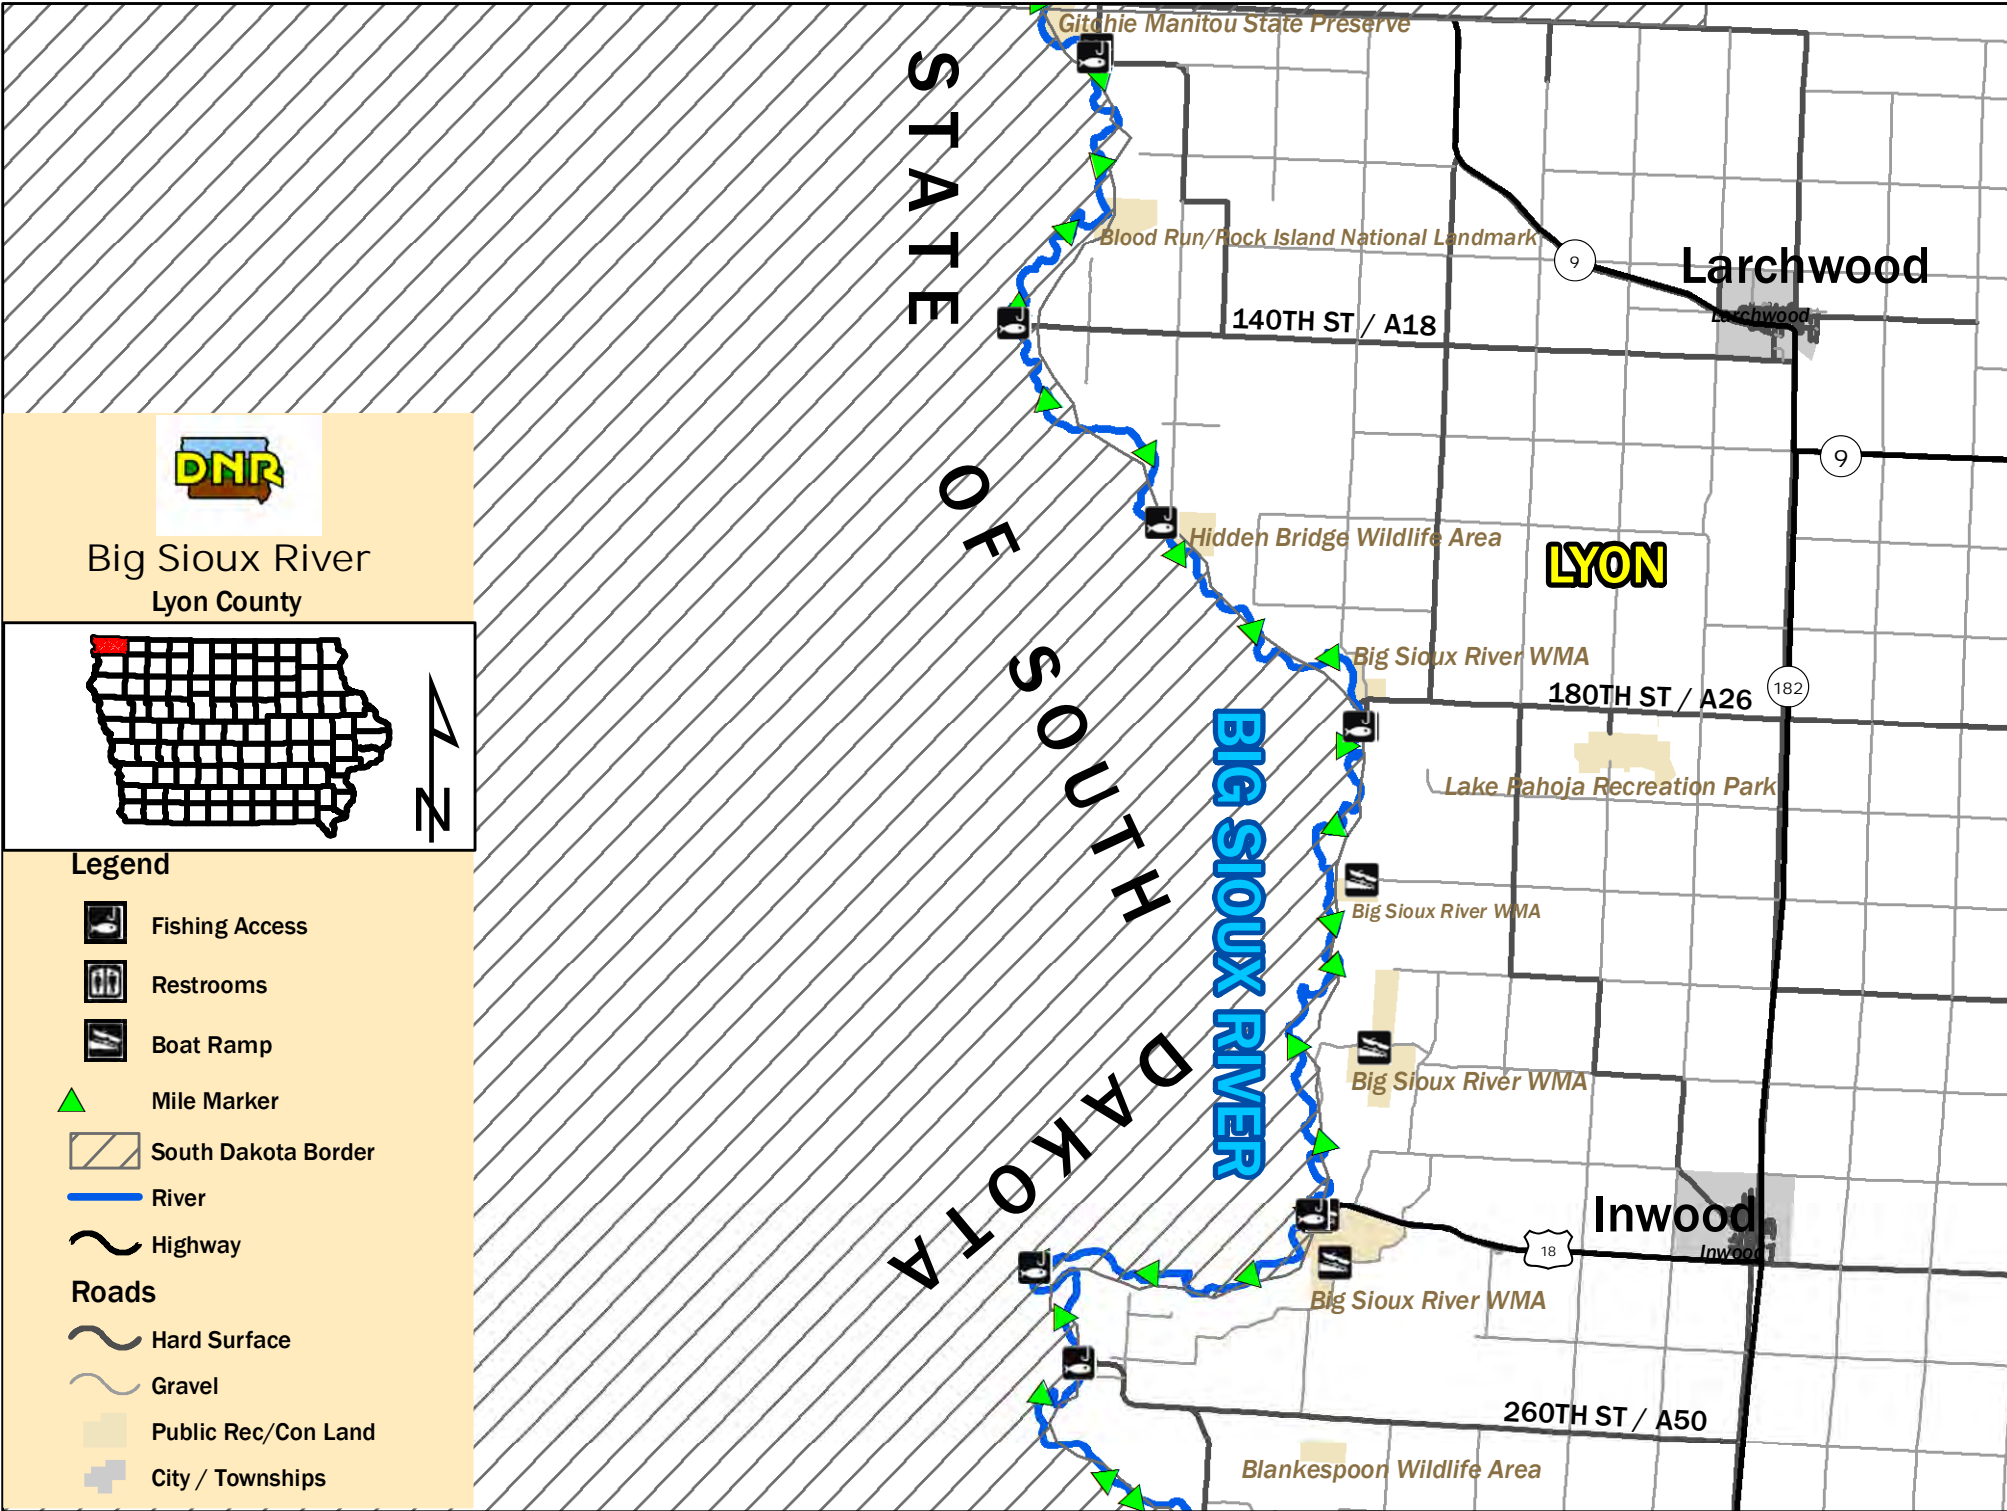 Gitchie Manitou State Preserve
STATE
Blood Run/Rock Island National Landmark
9
Larchwood
Larchwood
140TH ST / A18
9
DNR
Big Sioux River
Lyon County
OF
Hidden Bridge Wildlife Area
LYON
SOUTH
Big Sioux River WMA
180TH ST / A26
182
BIG SIOUX RIVER
Lake Pahoja Recreation Park
N
Legend
Fishing Access
Restrooms
Boat Ramp
Mile Marker
South Dakota Border
River
Highway
Roads
Hard Surface
Gravel
Public Rec/Con Land
City / Townships
Big Sioux River WMA
DAKOTA
Big Sioux River WMA
Inwood
Inwood
18
Big Sioux River WMA
260TH ST / A50
Blankespoon Wildlife Area